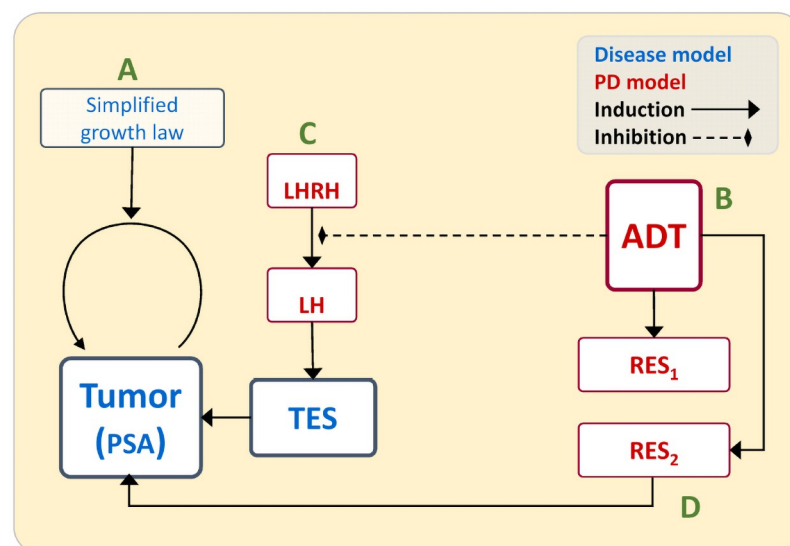 A
Simplified
growth law
C
LHRH
LH
TES
Tumor
(PSA)
Disease model
PD model
Induction
Inhibition
B
ADT
RES₁
RES₂
D